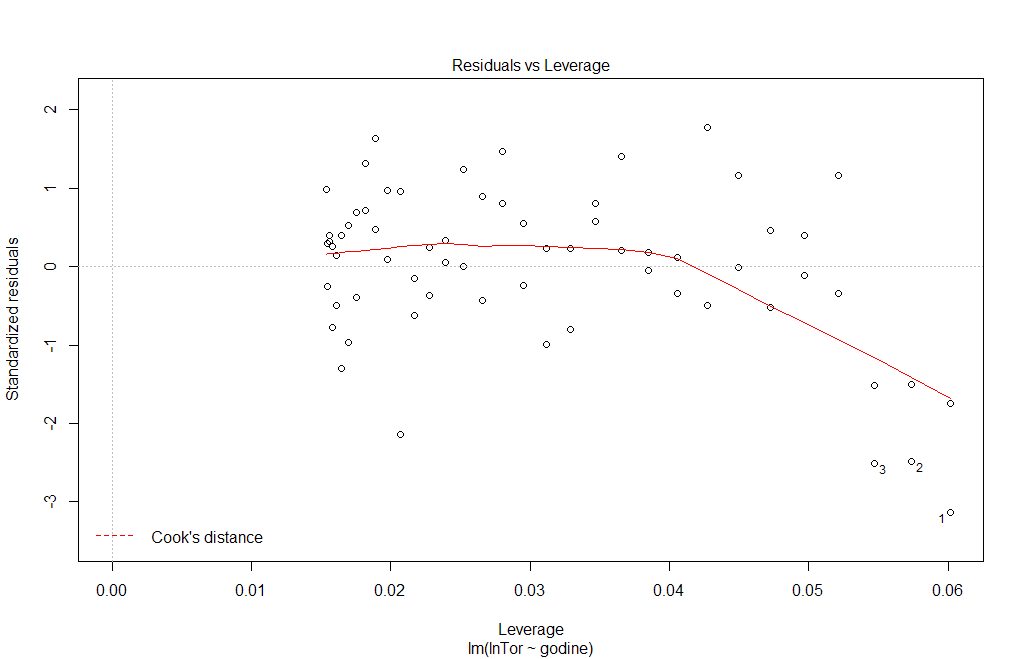 Residuals vs Leverage
Standardized residuals
2
1
0
-1
-2
-3
3
2
1
Cook's distance
0.00 0.01 0.02 0.03 0.04 0.05 0.06
Leverage
lm(lnTor ~ godine)